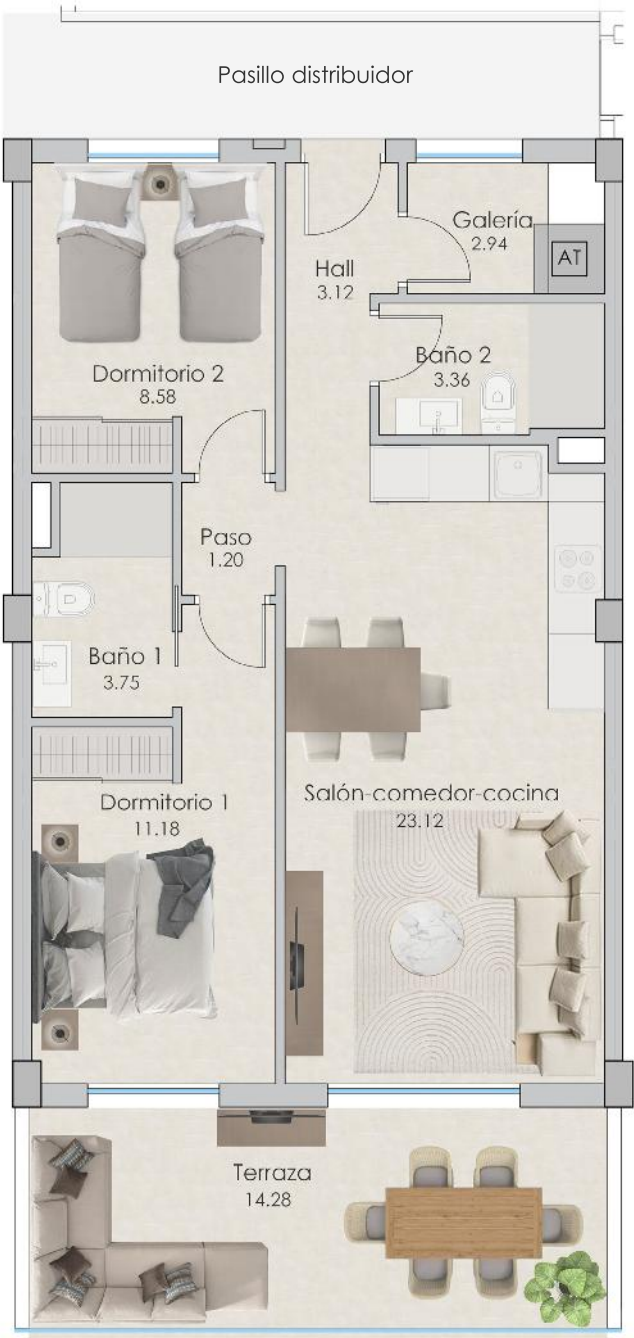 Pasillo distribuidor
Galería
2.94
AT
Hall
3.12
Baño 2
3.36
Dormitorio 2
8.58
Paso
1.20
Baño 1
3.75
Salón-comedor-cocina
23.12
Dormitorio 1
11.18
Terraza
14.28